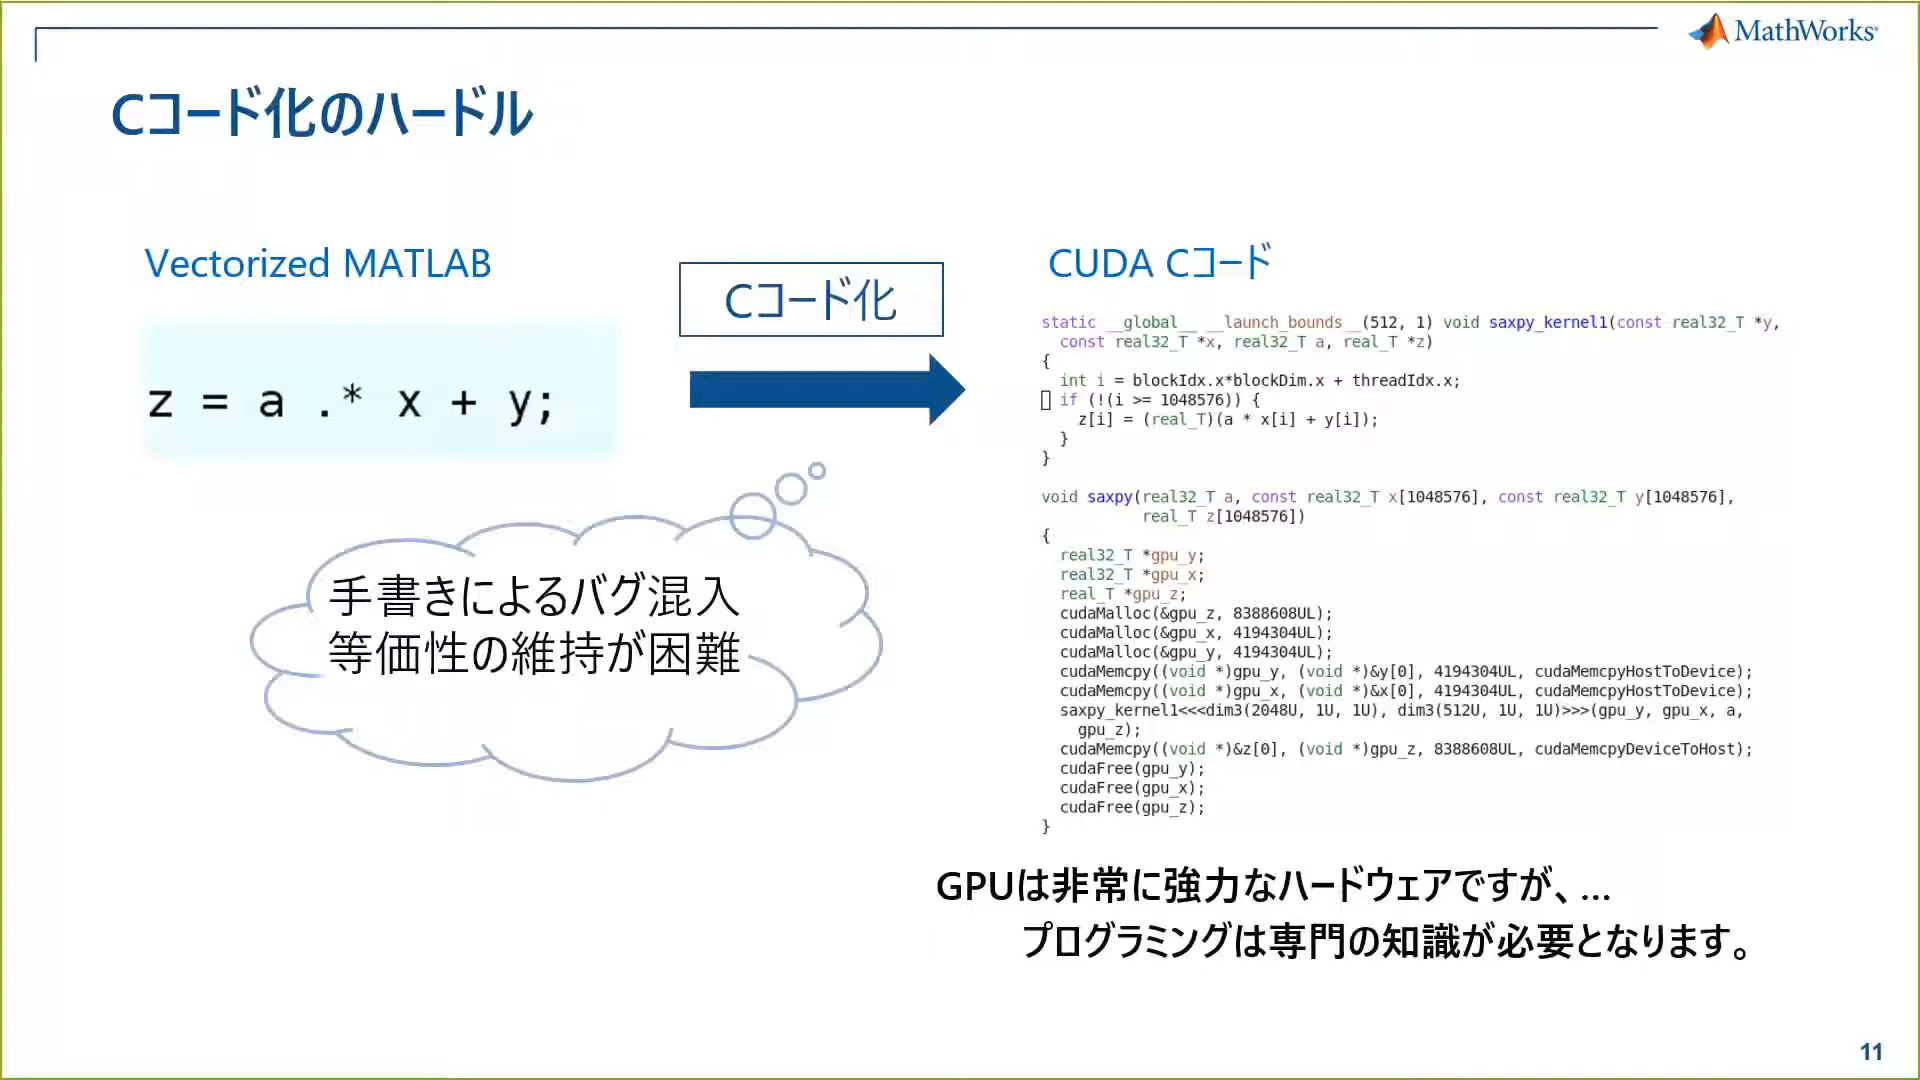 MathWorks
Cコード化のハードル
Vectorized MATLAB
z = a .* x + y;
Cコード化
手書きによるバグ混入
等価性の維持が困難
CUDA Cコード
static __global__ __launch_bounds__(512, 1) void saxpy_kernel1(const real32_T *y,
  const real32_T *x, real32_T a, real_T *z)
{
  int i = blockIdx.x*blockDim.x + threadIdx.x;
  if (!(i >= 1048576)) {
    z[i] = (real_T)(a * x[i] + y[i]);
  }
}
void saxpy(real32_T a, const real32_T x[1048576], const real32_T y[1048576],
           real_T z[1048576])
{
  real32_T *gpu_y;
  real32_T *gpu_x;
  real_T *gpu_z;
  cudaMalloc(&gpu_z, 8388608UL);
  cudaMalloc(&gpu_x, 4194304UL);
  cudaMalloc(&gpu_y, 4194304UL);
  cudaMemcpy((void *)gpu_y, (void *)&y[0], 4194304UL, cudaMemcpyHostToDevice);
  cudaMemcpy((void *)gpu_x, (void *)&x[0], 4194304UL, cudaMemcpyHostToDevice);
  saxpy_kernel1<<<dim3(2048U, 1U, 1U), dim3(512U, 1U, 1U)>>>(gpu_y, gpu_x, a,
    gpu_z);
  cudaMemcpy((void *)&z[0], (void *)gpu_z, 8388608UL, cudaMemcpyDeviceToHost);
  cudaFree(gpu_y);
  cudaFree(gpu_x);
  cudaFree(gpu_z);
}
GPUは非常に強力なハードウェアですが、...
プログラミングは専門の知識が必要となります。
11